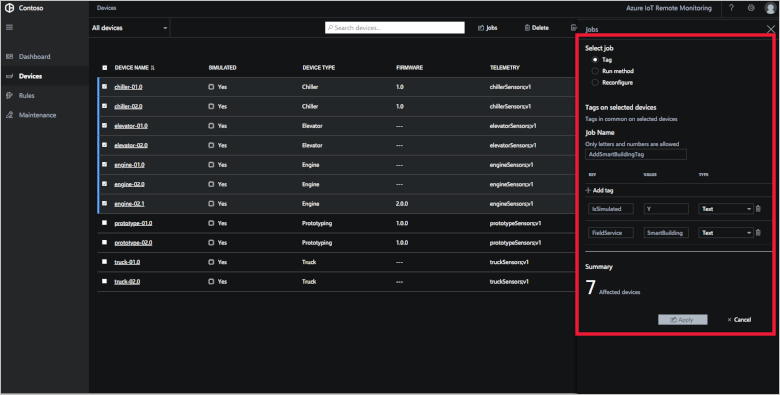 Contoso
Devices
Azure IoT Remote Monitoring
?
All devices
Search devices...
Jobs
Delete
Jobs
Dashboard
Devices
Rules
Maintenance
DEVICE NAME SIMULATED DEVICE TYPE FIRMWARE TELEMETRY
chiller-01.0 Yes Chiller 1.0 chillerSensors;v1
chiller-02.0 Yes Chiller 1.0 chillerSensors;v1
elevator-01.0 Yes Elevator --- elevatorSensors;v1
elevator-02.0 Yes Elevator --- elevatorSensors;v1
engine-01.0 Yes Engine --- engineSensors;v1
engine-02.0 Yes Engine --- engineSensors;v1
engine-02.1 Yes Engine 2.0.0 engineSensors;v1
prototype-01.0 Yes Prototyping 1.0.0 prototypeSensors;v1
prototype-02.0 Yes Prototyping 1.0.0 prototypeSensors;v1
truck-01.0 Yes Truck --- truckSensors;v1
truck-02.0 Yes Truck --- truckSensors;v1
Select job
Tag
Run method
Reconfigure
Tags on selected devices
Tags in common on selected devices
Job Name
Only letters and numbers are allowed
AddSmartBuildingTag
KEY VALUE TYPE
+ Add tag
IsSimulated Y Text
FieldService SmartBuilding Text
Summary
7 Affected devices
Apply × Cancel